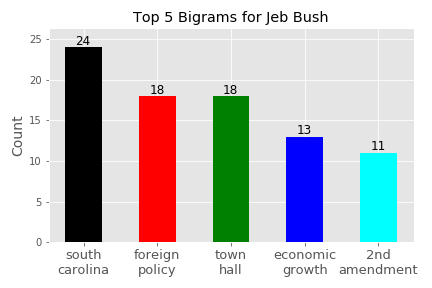 Top 5 Bigrams for Jeb Bush
25
20
15
10
5
0
Count
24
18
18
13
11
south
carolina
foreign
policy
town
hall
economic
growth
2nd
amendment